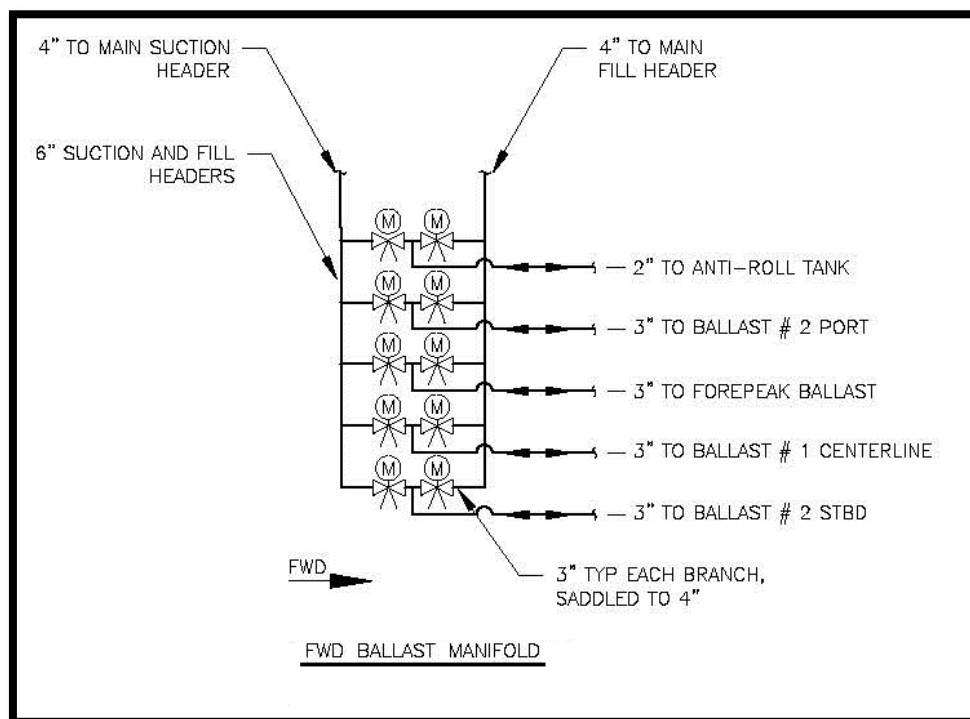 4" TO MAIN SUCTION
HEADER
4" TO MAIN
FILL HEADER
6" SUCTION AND FILL
HEADERS
M M
2" TO ANTI-ROLL TANK
M M
3" TO BALLAST # 2 PORT
M M
3" TO FOREPEAK BALLAST
M M
3" TO BALLAST # 1 CENTERLINE
M M
3" TO BALLAST # 2 STBD
FWD
3" TYP EACH BRANCH,
SADDLED TO 4"
FWD BALLAST MANIFOLD